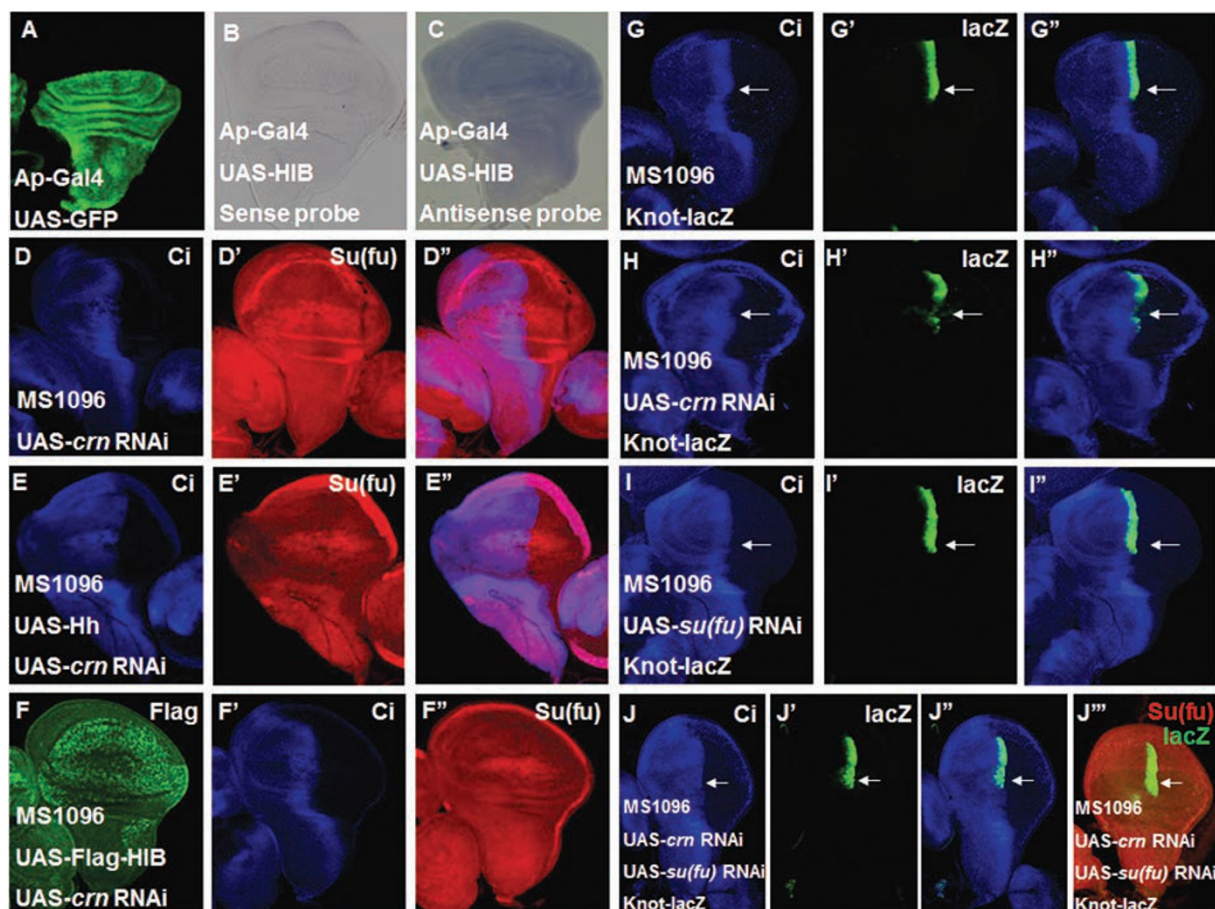 A
Ap-Gal4
UAS-GFP
B
Ap-Gal4
UAS-HIB
Sense probe
C
Ap-Gal4
UAS-HIB
Antisense probe
G Ci
MS1096
Knot-lacZ
G’ lacZ
G”
D Ci
MS1096
UAS-crn RNAi
D’ Su(fu)
D”
H Ci
MS1096
UAS-crn RNAi
Knot-lacZ
H’ lacZ
H”
E Ci
MS1096
UAS-Hh
UAS-crn RNAi
E’ Su(fu)
E”
I Ci
MS1096
UAS-su(fu) RNAi
Knot-lacZ
I’ lacZ
I”
F Flag
MS1096
UAS-Flag-HIB
UAS-crn RNAi
F’ Ci
F” Su(fu)
J Ci
MS1096
UAS-crn RNAi
UAS-su(fu) RNAi
Knot-lacZ
J’ lacZ
J”
J”’ Su(fu)
lacZ
MS1096
UAS-crn RNAi
UAS-su(fu) RNAi
Knot-lacZ